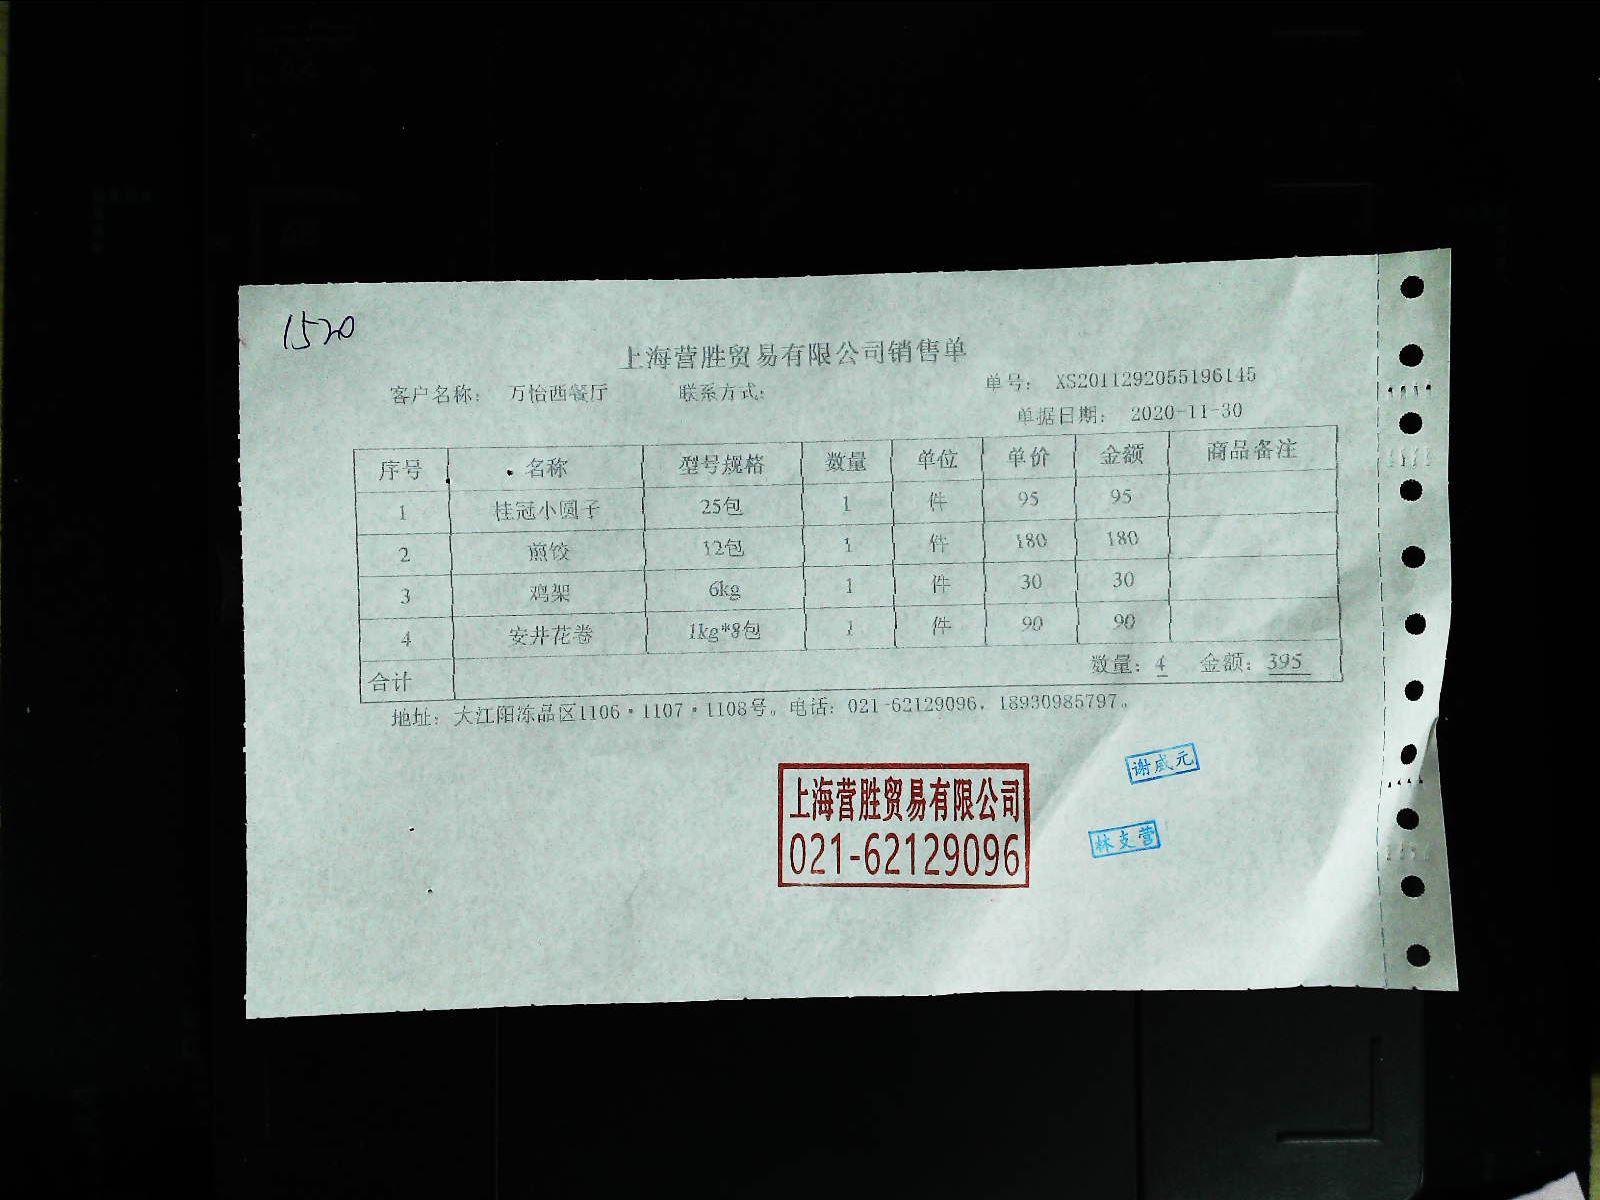 1520
上海营胜贸易有限公司销售单
客户名称： 万怡西餐厅 联系方式： 单号： XS2011292055196145
单据日期： 2020-11-30
序号 名称 型号规格 数量 单位 单价 金额 商品备注
1 桂冠小圆子 25包 1 件 95 95
2 煎饺 12包 1 件 180 180
3 鸡架 6kg 1 件 30 30
4 安井花卷 1kg*8包 1 件 90 90
合计 数量：4 金额：395
地址：大江阳冻品区1106·1107·1108号。电话：021-62129096，18930985797。
上海营胜贸易有限公司
021-62129096
谢咸元
林支营